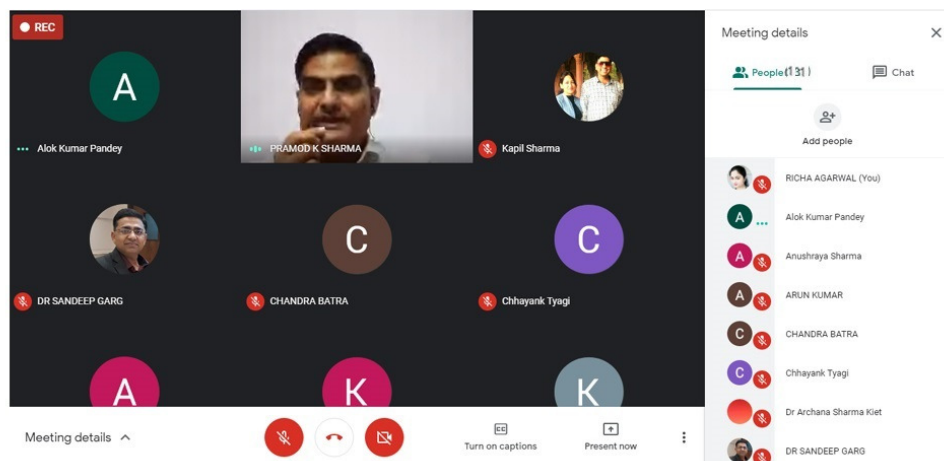 REC
Meeting details
People(131)
Chat
Add people
A
Alok Kumar Pandey
PRAMOD K SHARMA
Kapil Sharma
DR SANDEEP GARG
C
CHANDRA BATRA
C
Chhayank Tyagi
A
K
K
RICHA AGARWAL (You)
A
Alok Kumar Pandey
A
Anushraya Sharma
A
ARUN KUMAR
C
CHANDRA BATRA
C
Chhayank Tyagi
Dr Archana Sharma Kiet
DR SANDEEP GARG
Meeting details
CC
Turn on captions
Present now